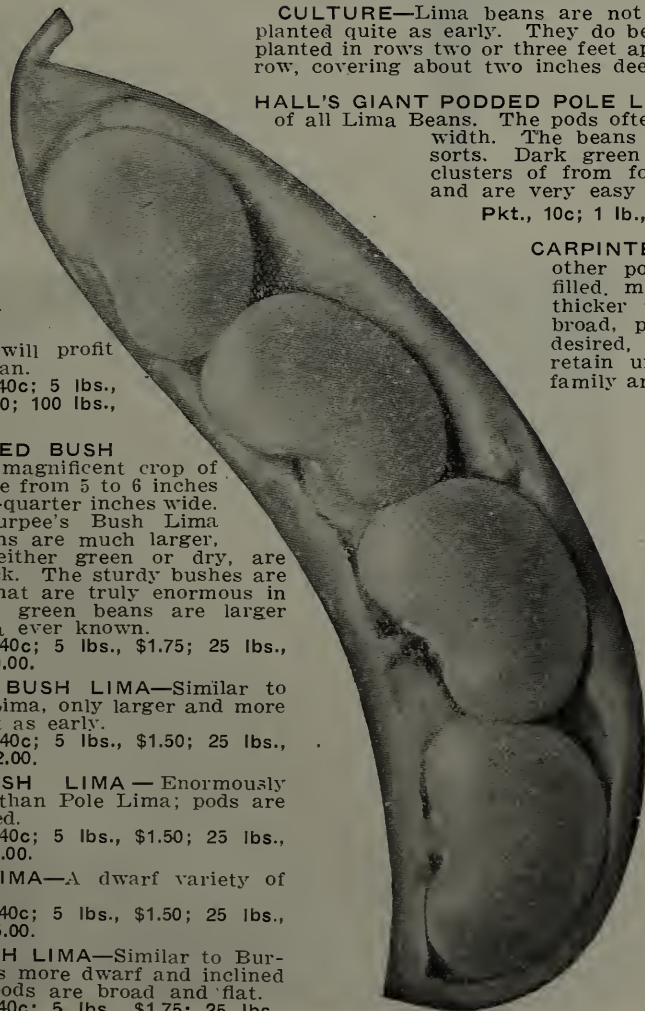 CULTURE—Lima beans are not
planted quite as early. They do be
planted in rows two or three feet ap
row, covering about two inches dee
HALL'S GIANT PODDED POLE L
of all Lima Beans. The pods ofte
width. The beans
sorts. Dark green
clusters of from fo
and are very easy
Pkt., 10c; 1 lb.,
CARPINTE
other po
filled. m
thicker
broad, p
desired,
retain u
family a
will profit
an.
40c; 5 lbs.,
0; 100 lbs.,
ED BUSH
magnificent crop of
e from 5 to 6 inches
-quarter inches wide.
urpee's Bush Lima
ns are much larger,
either green or dry, are
k. The sturdy bushes are
hat are truly enormous in
green beans are larger
ever known.
40c; 5 lbs., $1.75; 25 lbs.,
.00.
BUSH LIMA—Similar to
ima, only larger and more
as early.
40c; 5 lbs., $1.50; 25 lbs.,
2.00.
SH LIMA—Enormously
than Pole Lima; pods are
ed.
40c; 5 lbs., $1.50; 25 lbs.,
.00.
IMA—A dwarf variety of
40c; 5 lbs., $1.50; 25 lbs.,
.00.
H LIMA—Similar to Bur-
s more dwarf and inclined
ods are broad and flat.
40c; 5 lbs., $1.75; 25 lbs.